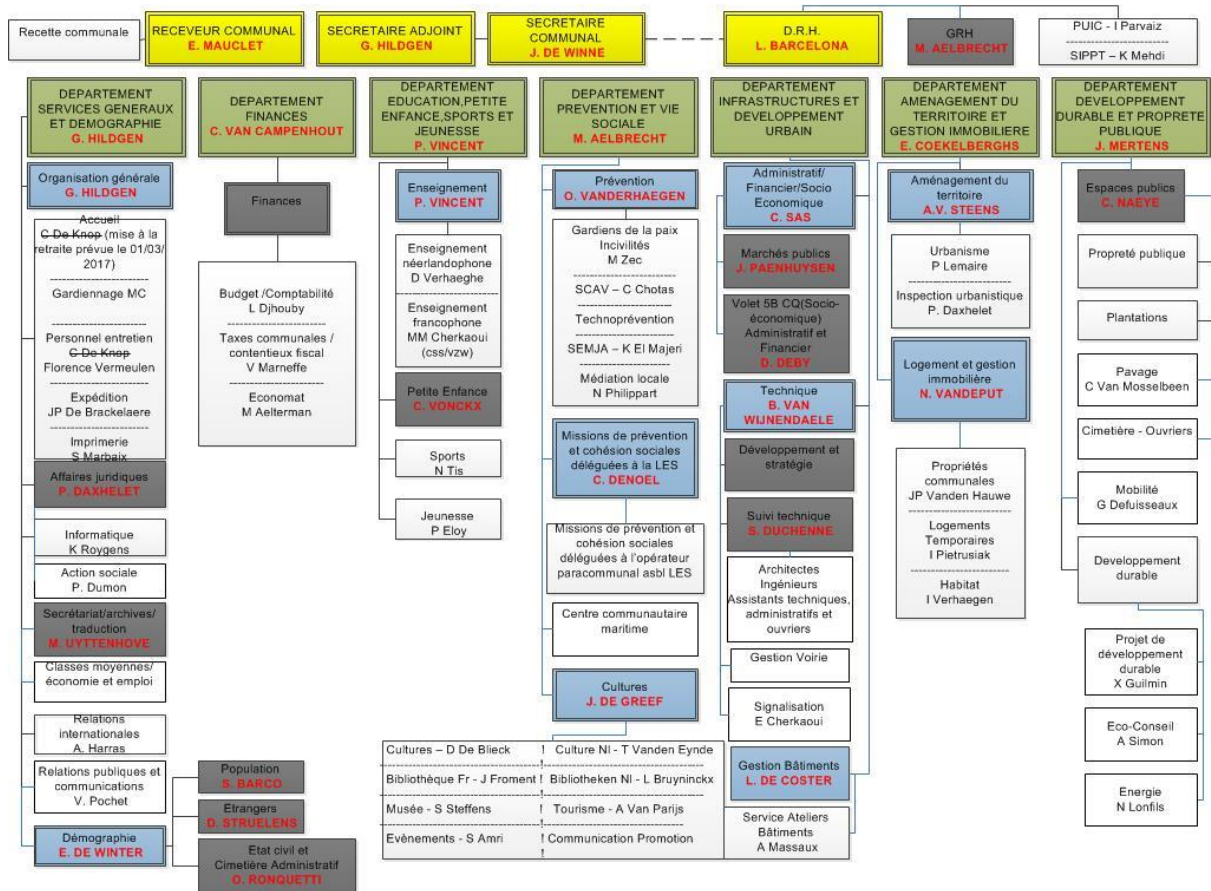 Recette communale
RECEVEUR COMMUNAL
E. MAUCLET
SECRETAIRE ADJOINT
G. HILDGEN
SECRETAIRE
COMMUNAL
J. DE WINNE
D.R.H.
L. BARCELONA
GRH
M. AELBRECHT
PUIC - I Parvaiz
----------------------------
SIPPT – K Mehdi
DEPARTEMENT
SERVICES GENERAUX
ET DEMOGRAPHIE
G. HILDGEN
Organisation générale
G. HILDGEN
Accueil
C De Knop (mise à la
retraite prévue le 01/03/
2017)
--------------------------
Gardiennage MC
--------------------------
Personnel entretien
C De Knop
Florence Vermeulen
--------------------------
Expédition
JP De Brackelaere
--------------------------
Imprimerie
S Marbaix
Affaires juridiques
P. DAXHELET
Informatique
K Roygens
Action sociale
P. Dumon
Secrétariat/archives/
traduction
M. UYTTENHOVE
Classes moyennes/
économie et emploi
Relations
internationales
A. Harras
Relations publiques et
communications
V. Pochet
Démographie
E. DE WINTER
Population
S. BARCO
Etrangers
D. STRUELENS
Etat civil et
Cimetière Administratif
O. RONQUETTI
DEPARTEMENT
FINANCES
C. VAN CAMPENHOUT
Finances
Budget /Comptabilité
L Djhouby
--------------------------
Taxes communales /
contentieux fiscal
V Marneffe
--------------------------
Economat
M Aelterman
DEPARTEMENT
EDUCATION,PETITE
ENFANCE,SPORTS ET
JEUNESSE
P. VINCENT
Enseignement
P. VINCENT
Enseignement
néerlandophone
D Verhaeghe
--------------------------
Enseignement
francophone
MM Cherkaoui
(css/vzw)
Petite Enfance
C. VONCKX
Sports
N Tis
Jeunesse
P Eloy
DEPARTEMENT
PREVENTION ET VIE
SOCIALE
M. AELBRECHT
Prévention
O. VANDERHAEGEN
Gardiens de la paix
Incivilités
M Zec
--------------------------
SCAV – C Chotas
--------------------------
Technoprévention
--------------------------
SEMJA – K El Majeri
--------------------------
Médiation locale
N Philippart
Missions de prévention
et cohésion sociales
déléguées à la LES
C. DENOEL
Missions de prévention et
cohésion sociales
déléguées à l'opérateur
paracommunal asbl LES
Centre communautaire
maritime
Cultures
J. DE GREEF
Cultures – D De Blieck ! Culture Nl - T Vanden Eynde
--------------------------!--------------------------
Bibliothèque Fr - J Froment ! Bibliotheken Nl - L Bruyninckx
--------------------------!--------------------------
Musée - S Steffens ! Tourisme - A Van Parijs
--------------------------!--------------------------
Evènements - S Amri ! Communication Promotion
!
DEPARTEMENT
INFRASTRUCTURES ET
DEVELOPPEMENT
URBAIN
Administratif/
Financier/Socio
Economique
C. SAS
Marchés publics
J. PAENHUYSEN
Volet 5B CQ(Socio-
économique)
Administratif et
Financier
D. DEBY
Technique
B. VAN
WIJNENDAELE
Développement et
stratégie
Suivi technique
S. DUCHENNE
Architectes
Ingénieurs
Assistants techniques,
administratifs et
ouvriers
Gestion Voirie
Signalisation
E Cherkaoui
Gestion Bâtiments
L. DE COSTER
Service Ateliers
Bâtiments
A Massaux
DEPARTEMENT
AMENAGEMENT DU
TERRITOIRE ET
GESTION IMMOBILIERE
E. COEKELBERGHS
Aménagement du
territoire
A.V. STEENS
Urbanisme
P Lemaire
--------------------------
Inspection urbanistique
P. Daxhelet
Logement et gestion
immobilière
N. VANDEPUT
Propriétés
communales
JP Vanden Hauwe
--------------------------
Logements
Temporaires
I Pietrusiak
--------------------------
Habitat
I Verhaegen
DEPARTEMENT
DEVELOPPEMENT
DURABLE ET PROPRETE
PUBLIQUE
J. MERTENS
Espaces publics
C. NAEYE
Propreté publique
Plantations
Pavage
C Van Mosselbeen
Cimetière - Ouvriers
Mobilité
G Defuisseaux
Developpement
durable
Projet de
développement
durable
X Guilmin
Eco-Conseil
A Simon
Energie
N Lonfils